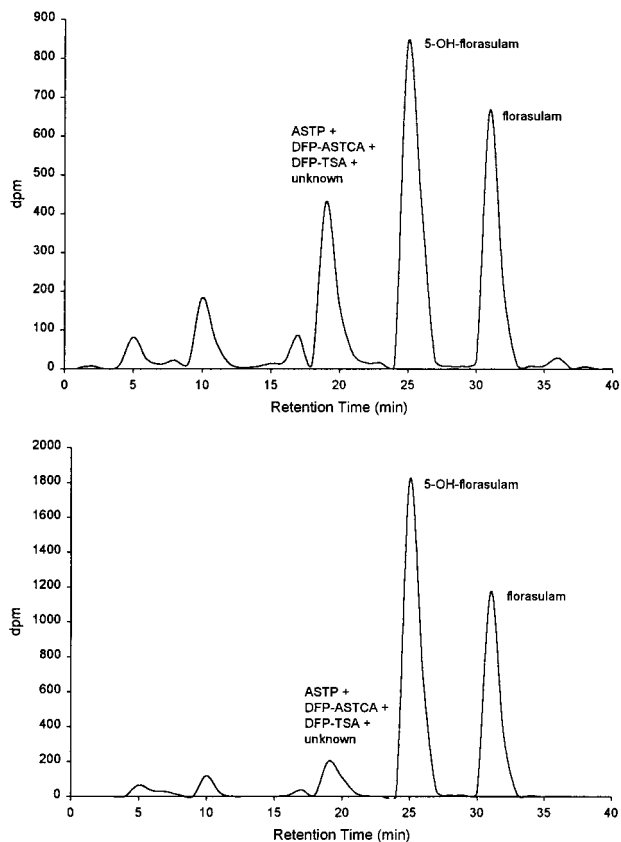 900
800
700
600
500
400
300
200
100
0
dpm
5-OH-florasulam
florasulam
ASTP +
DFP-ASTCA +
DFP-TSA +
unknown
0 5 10 15 20 25 30 35 40
Retention Time (min)
2000
1800
1600
1400
1200
1000
800
600
400
200
0
dpm
5-OH-florasulam
florasulam
ASTP +
DFP-ASTCA +
DFP-TSA +
unknown
0 5 10 15 20 25 30 35 40
Retention Time (min)